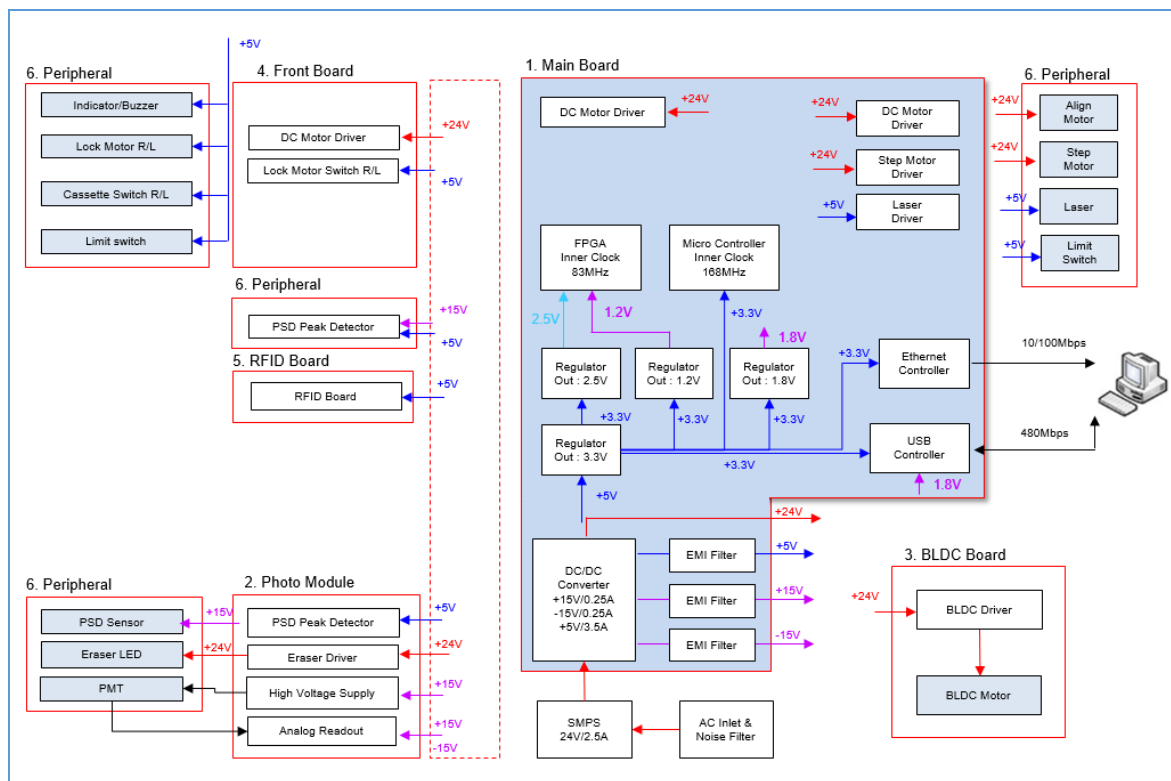 +5V
6. Peripheral
Indicator/Buzzer
Lock Motor R/L
Cassette Switch R/L
Limit switch
4. Front Board
DC Motor Driver
+24V
Lock Motor Switch R/L
+5V
6. Peripheral
+15V
PSD Peak Detector
+5V
5. RFID Board
RFID Board
+5V
6. Peripheral
PSD Sensor
+15V
Eraser LED
+24V
PMT
2. Photo Module
PSD Peak Detector
+5V
Eraser Driver
+24V
High Voltage Supply
+15V
Analog Readout
+15V
-15V
1. Main Board
DC Motor Driver
+24V
+24V
DC Motor
Driver
+24V
Step Motor
Driver
+5V
Laser
Driver
FPGA
Inner Clock
83MHz
Micro Controller
Inner Clock
168MHz
2.5V
1.2V
+3.3V
1.8V
Regulator
Out : 2.5V
Regulator
Out : 1.2V
Regulator
Out : 1.8V
+3.3V
Ethernet
Controller
10/100Mbps
+3.3V
+3.3V
+3.3V
Regulator
Out : 3.3V
+3.3V
USB
Controller
480Mbps
1.8V
+5V
+24V
DC/DC
Converter
+15V/0.25A
-15V/0.25A
+5V/3.5A
EMI Filter
+5V
EMI Filter
+15V
EMI Filter
-15V
SMPS
24V/2.5A
AC Inlet &
Noise Filter
6. Peripheral
+24V
Align
Motor
+24V
Step
Motor
+5V
Laser
+5V
Limit
Switch
3. BLDC Board
+24V
BLDC Driver
BLDC Motor